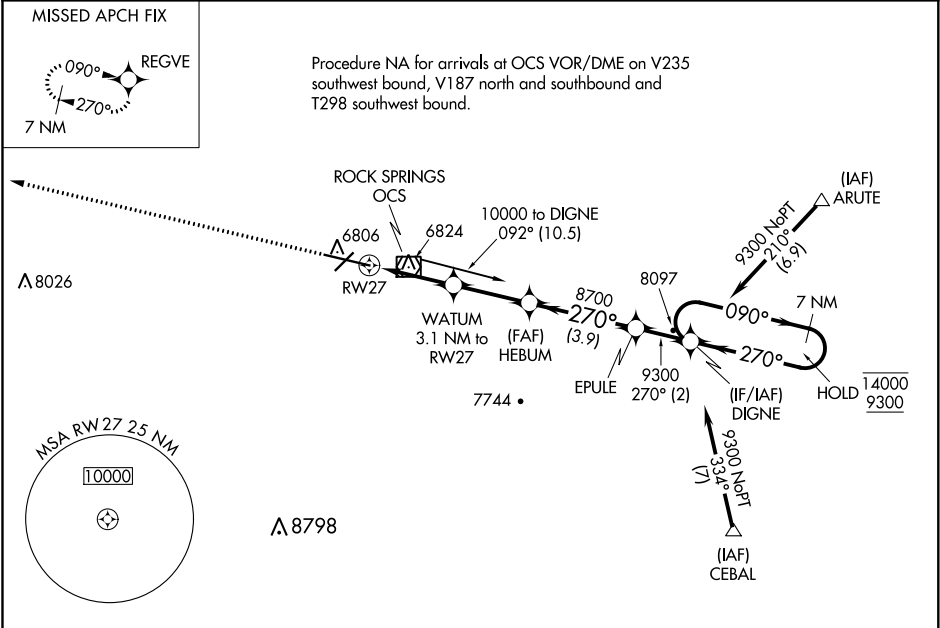 MISSED APCH FIX
090°
REGVE
270°
7 NM
Procedure NA for arrivals at OCS VOR/DME on V235
southwest bound, V187 north and southbound and
T298 southwest bound.
ROCK SPRINGS
OCS
6806
6824
10000 to DIGNE
092° (10.5)
(IAF)
ARUTE
9300 NoPT
210°
(6.9)
8026
RW27
WATUM
3.1 NM to
RW27
(FAF)
HEBUM
8700
270°
(3.9)
8097
7 NM
090°
270°
EPULE
9300
270° (2)
(IF/IAF)
DIGNE
HOLD
14000
9300
7744
MSA RW27 25 NM
10000
8798
9300 NoPT
334°
(7)
(IAF)
CEBAL